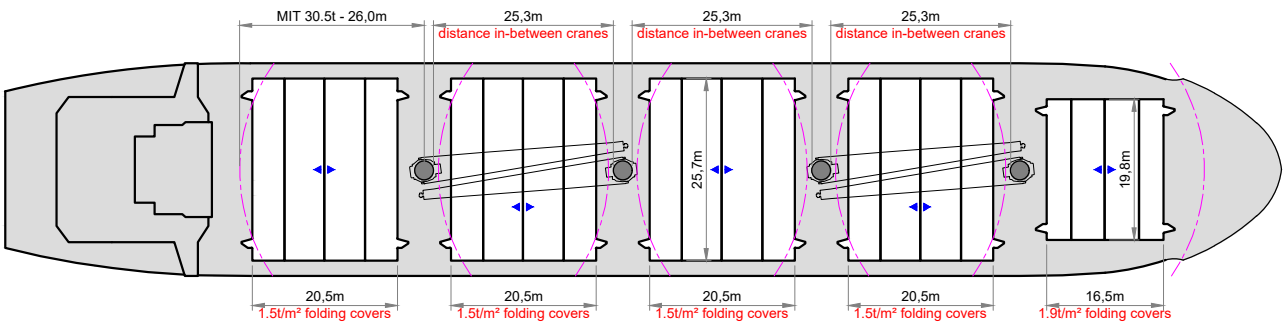 MIT 30.5t - 26,0m
25,3m
distance in-between cranes
25,3m
distance in-between cranes
25,3m
distance in-between cranes
25,7m
19,8m
20,5m
1.5t/m² folding covers
20,5m
1.5t/m² folding covers
20,5m
1.5t/m² folding covers
20,5m
1.5t/m² folding covers
16,5m
1.9t/m² folding covers